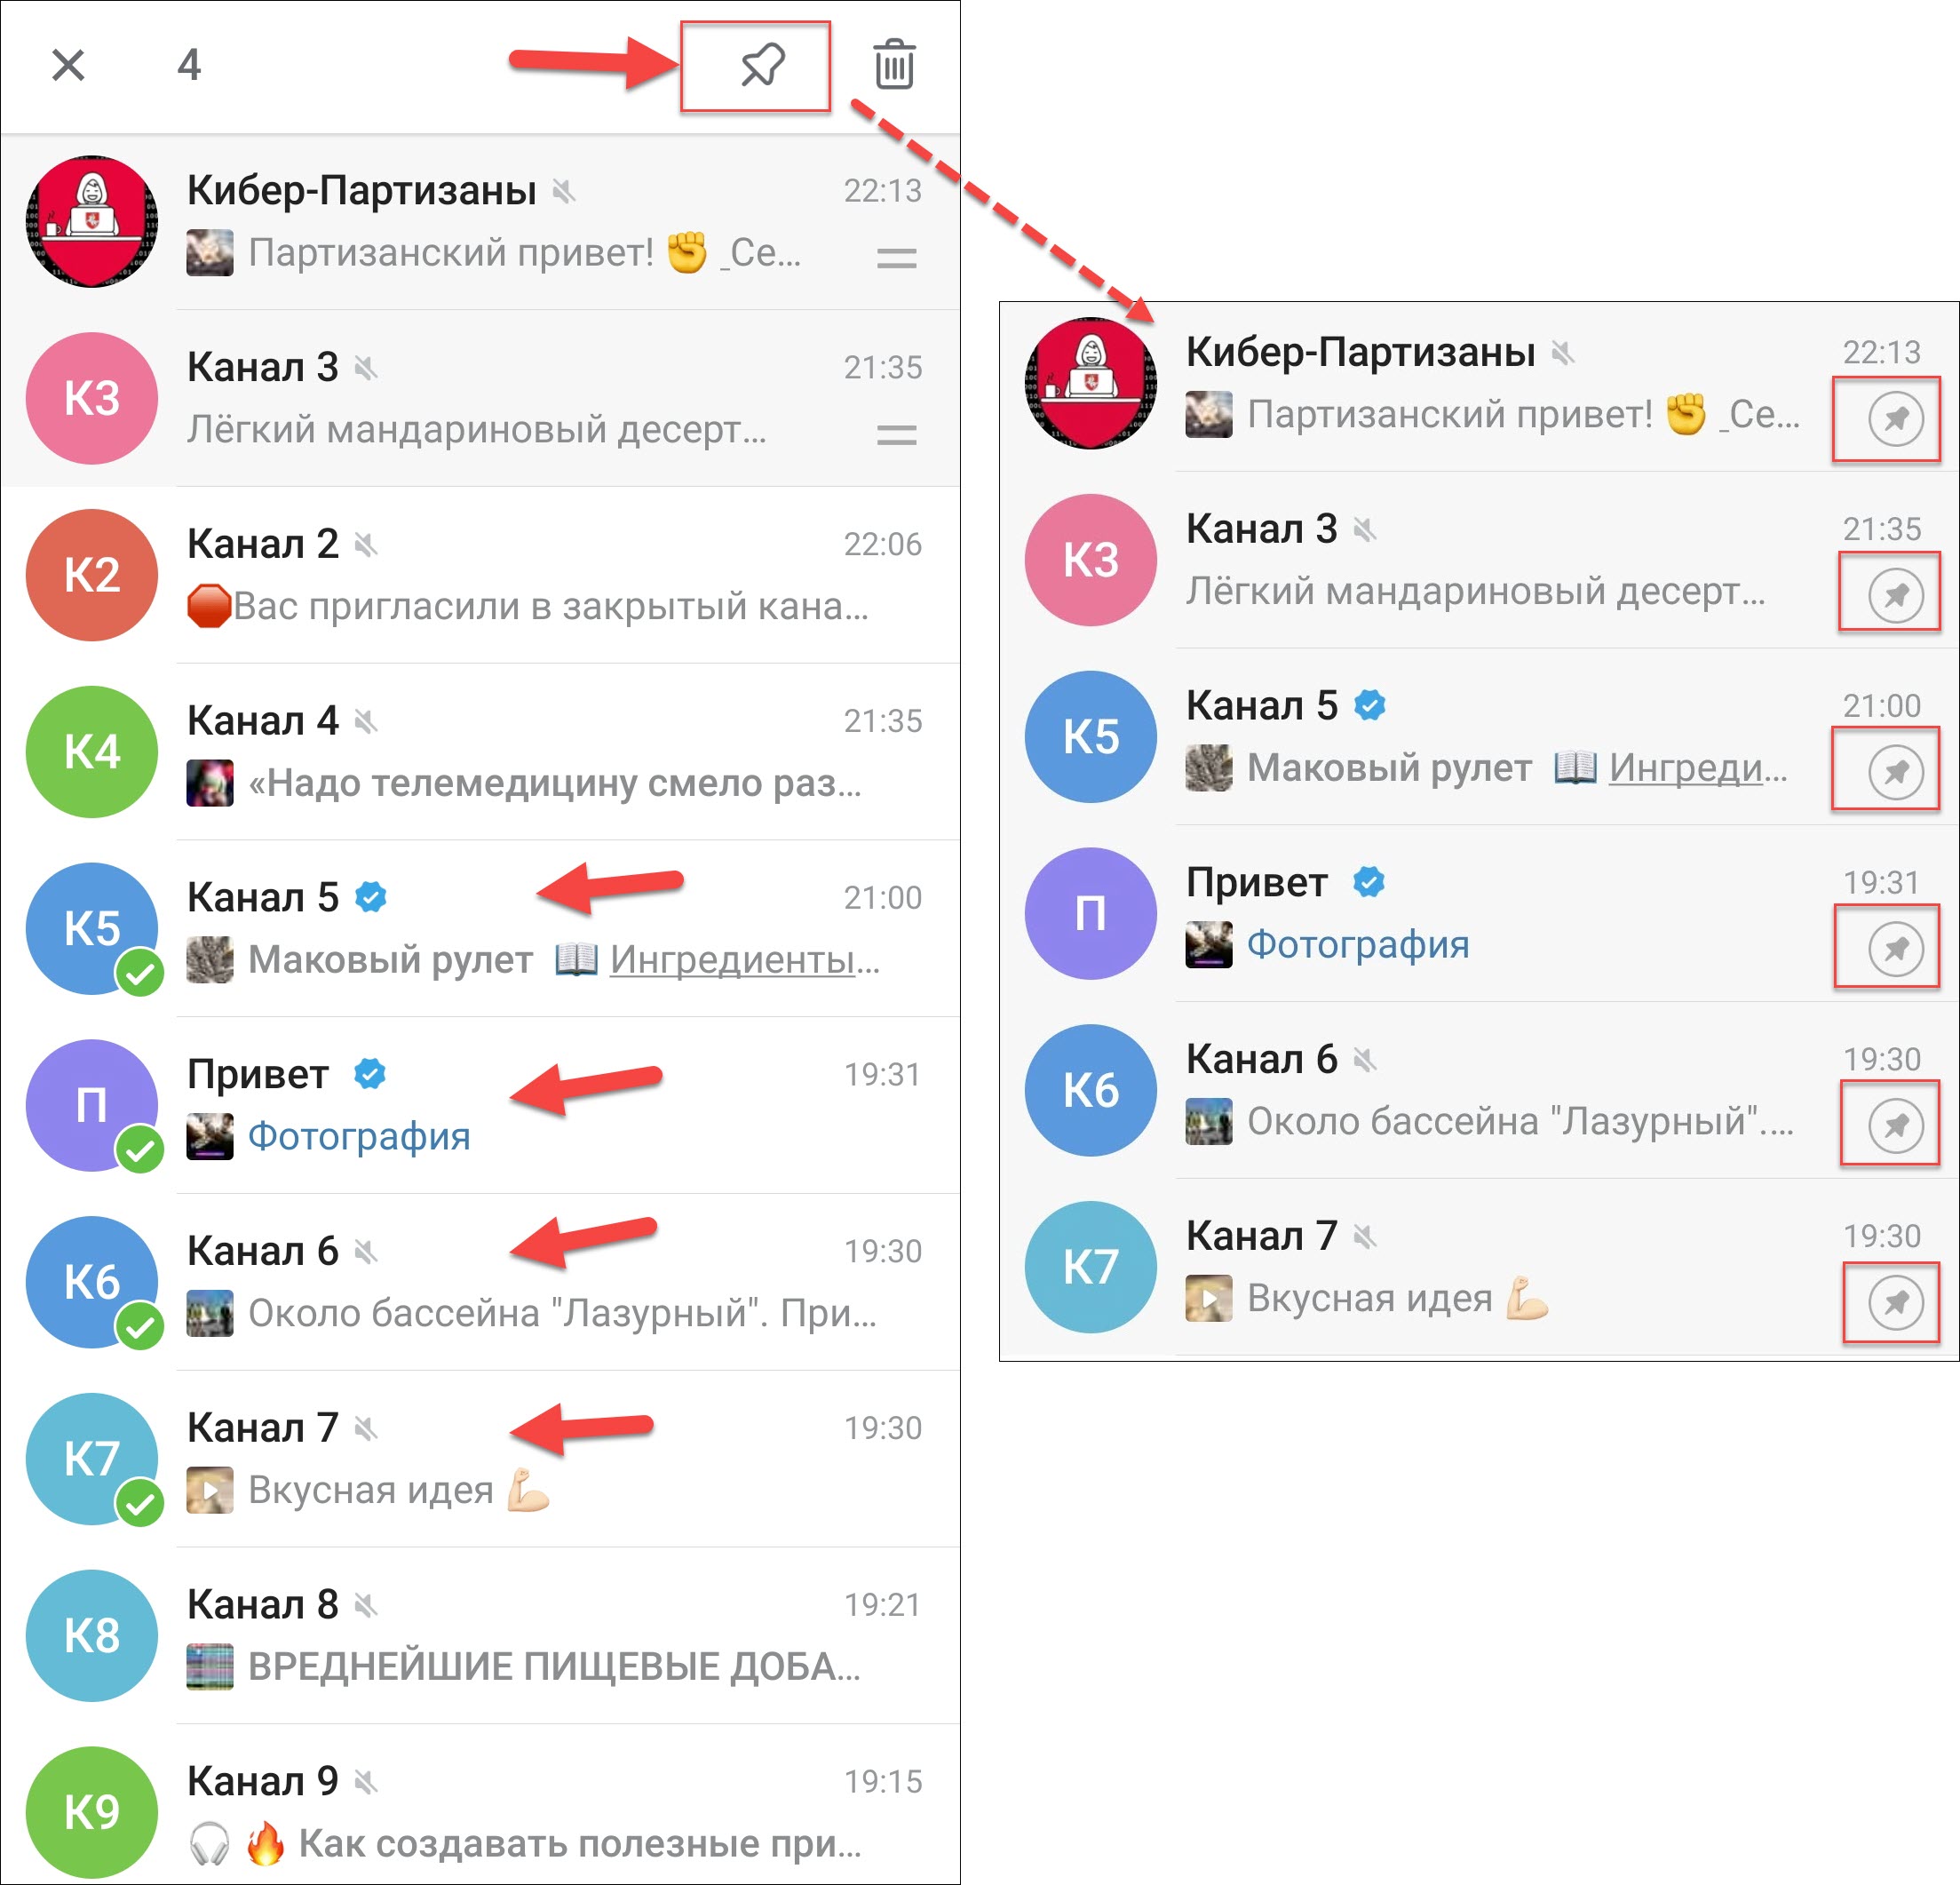 4
Кибер-Партизаны 22:13
Партизанский привет! ✊ _Се...
К3
Канал 3 21:35
Лёгкий мандариновый десерт...
К2
Канал 2 22:06
🛑Вас пригласили в закрытый кана...
К4
Канал 4 21:35
«Надо телемедицину смело раз...
К5
Канал 5 21:00
Маковый рулет 📖 Ингредиенты...
П
Привет 19:31
Фотография
К6
Канал 6 19:30
Около бассейна "Лазурный". При...
К7
Канал 7 19:30
Вкусная идея 💪🏻
К8
Канал 8 19:21
ВРЕДНЕЙШИЕ ПИЩЕВЫЕ ДОБА...
К9
Канал 9 19:15
🎧 🔥 Как создавать полезные при...
Кибер-Партизаны 22:13
Партизанский привет! ✊ _Се...
К3
Канал 3 21:35
Лёгкий мандариновый десерт...
К5
Канал 5 21:00
Маковый рулет 📖 Ингреди...
П
Привет 19:31
Фотография
К6
Канал 6 19:30
Около бассейна "Лазурный"....
К7
Канал 7 19:30
Вкусная идея 💪🏻